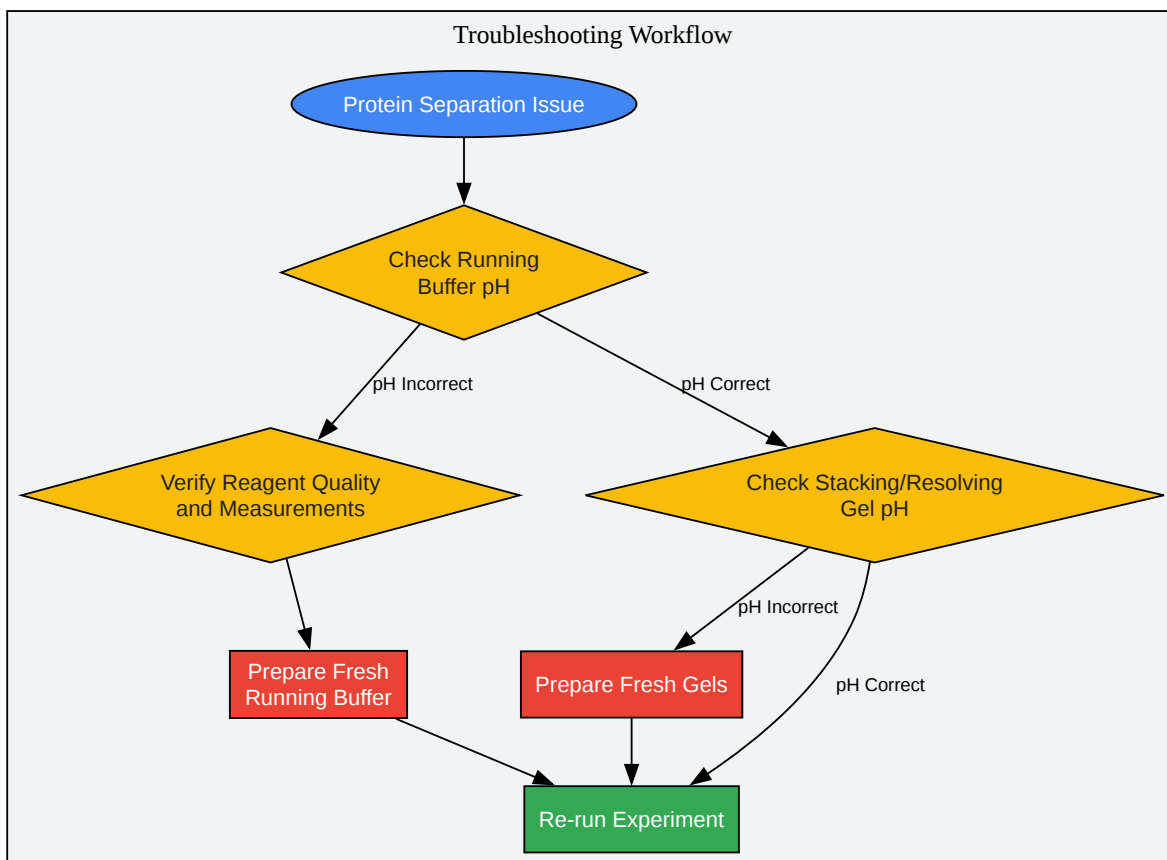 Troubleshooting Workflow
Protein Separation Issue
Check Running
Buffer pH
pH Incorrect
pH Correct
Verify Reagent Quality
and Measurements
Check Stacking/Resolving
Gel pH
pH Incorrect
pH Correct
Prepare Fresh
Running Buffer
Prepare Fresh Gels
Re-run Experiment